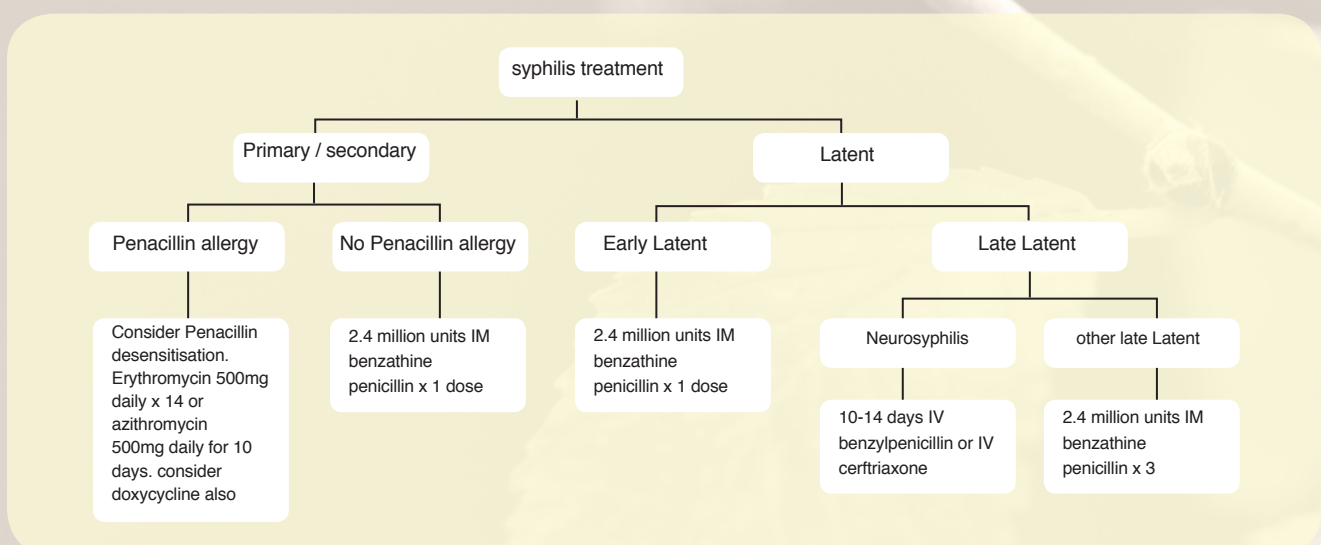 syphilis treatment
Primary / secondary
Latent
Penacillin allergy
No Penacillin allergy
Early Latent
Late Latent
Consider Penacillin
desensitisation.
Erythromycin 500mg
daily x 14 or
azithromycin
500mg daily for 10
days. consider
doxycycline also
2.4 million units IM
benzathine
penicillin x 1 dose
2.4 million units IM
benzathine
penicillin x 1 dose
Neurosyphilis
other late Latent
10-14 days IV
benzylpenicillin or IV
cerftriaxone
2.4 million units IM
benzathine
penicillin x 3